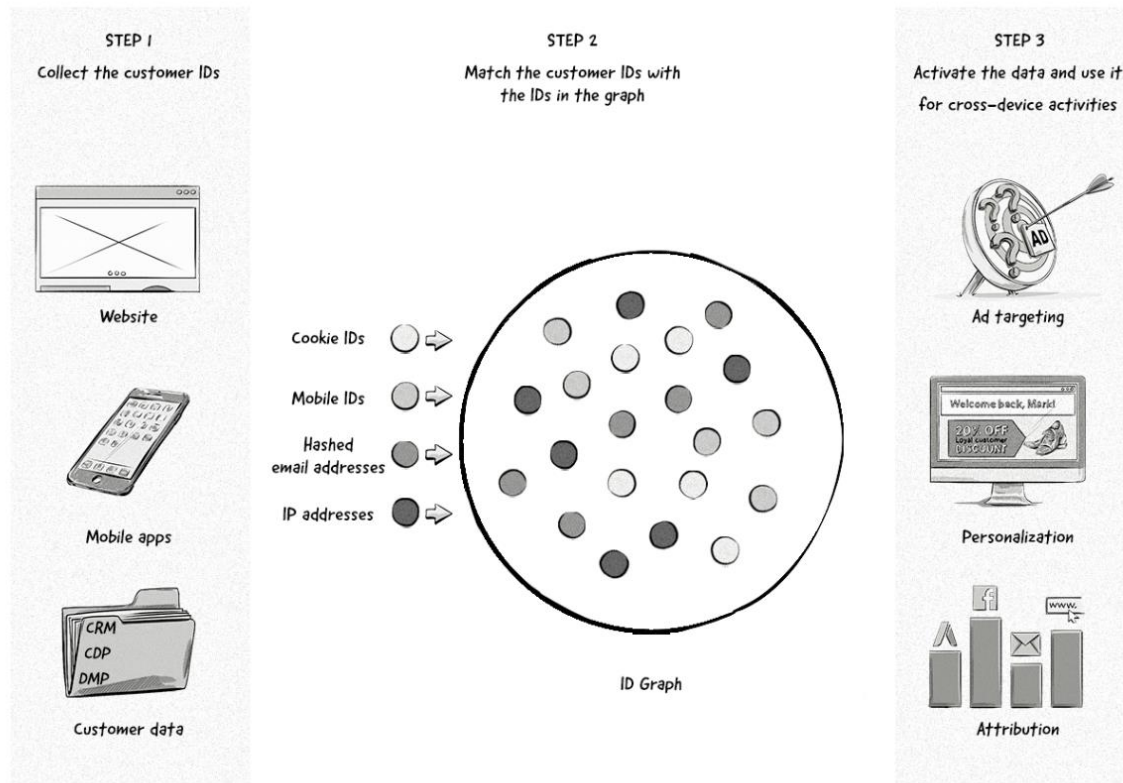 STEP 1
Collect the customer IDs
Website
Mobile apps
CRM
CDP
DMP
Customer data
STEP 2
Match the customer IDs with
the IDs in the graph
Cookie IDs
Mobile IDs
Hashed
email addresses
IP addresses
ID Graph
STEP 3
Activate the data and use it
for cross-device activities
AD
Ad targeting
Welcome back, Mark!
20% OFF
Loyal customer
DISCOUNT
Personalization
f
www.
Attribution